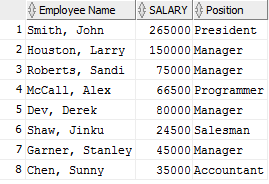 Employee Name SALARY Position
1 Smith, John 265000 President
2 Houston, Larry 150000 Manager
3 Roberts, Sandi 75000 Manager
4 McCall, Alex 66500 Programmer
5 Dev, Derek 80000 Manager
6 Shaw, Jinku 24500 Salesman
7 Garner, Stanley 45000 Manager
8 Chen, Sunny 35000 Accountant